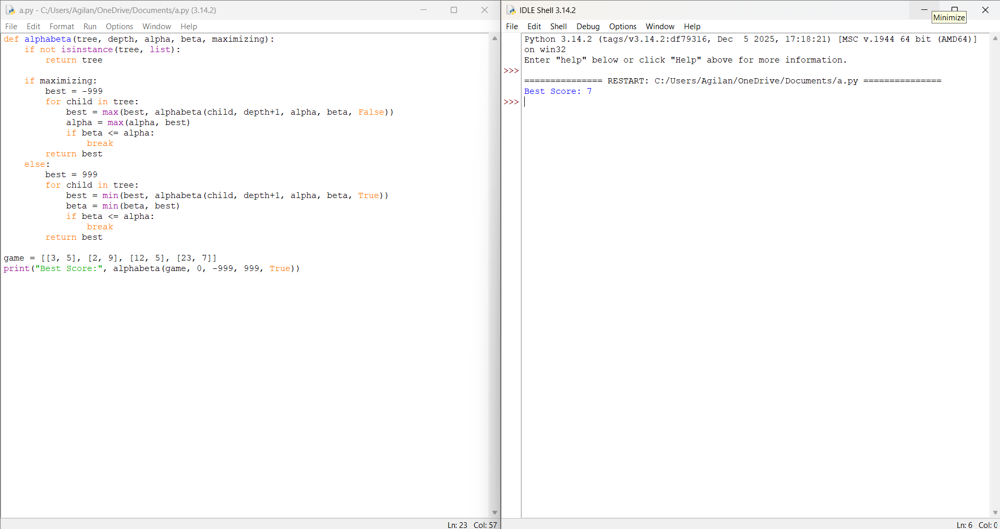 a.py - C:/Users/Agilan/OneDrive/Documents/a.py (3.14.2)
File Edit Format Run Options Window Help
def alphabeta(tree, depth, alpha, beta, maximizing):
    if not isinstance(tree, list):
        return tree

    if maximizing:
        best = -999
        for child in tree:
            best = max(best, alphabeta(child, depth+1, alpha, beta, False))
            alpha = max(alpha, best)
            if beta <= alpha:
                break
        return best
    else:
        best = 999
        for child in tree:
            best = min(best, alphabeta(child, depth+1, alpha, beta, True))
            beta = min(beta, best)
            if beta <= alpha:
                break
        return best

game = [[3, 5], [2, 9], [12, 5], [23, 7]]
print("Best Score:", alphabeta(game, 0, -999, 999, True))
Ln: 23 Col: 57
IDLE Shell 3.14.2
Minimize
File Edit Shell Debug Options Window Help
Python 3.14.2 (tags/v3.14.2:df79316, Dec  5 2025, 17:18:21) [MSC v.1944 64 bit (AMD64)]
on win32
Enter "help" below or click "Help" above for more information.
>>>
=============== RESTART: C:/Users/Agilan/OneDrive/Documents/a.py ===============
Best Score: 7
>>>
Ln: 6 Col: 0